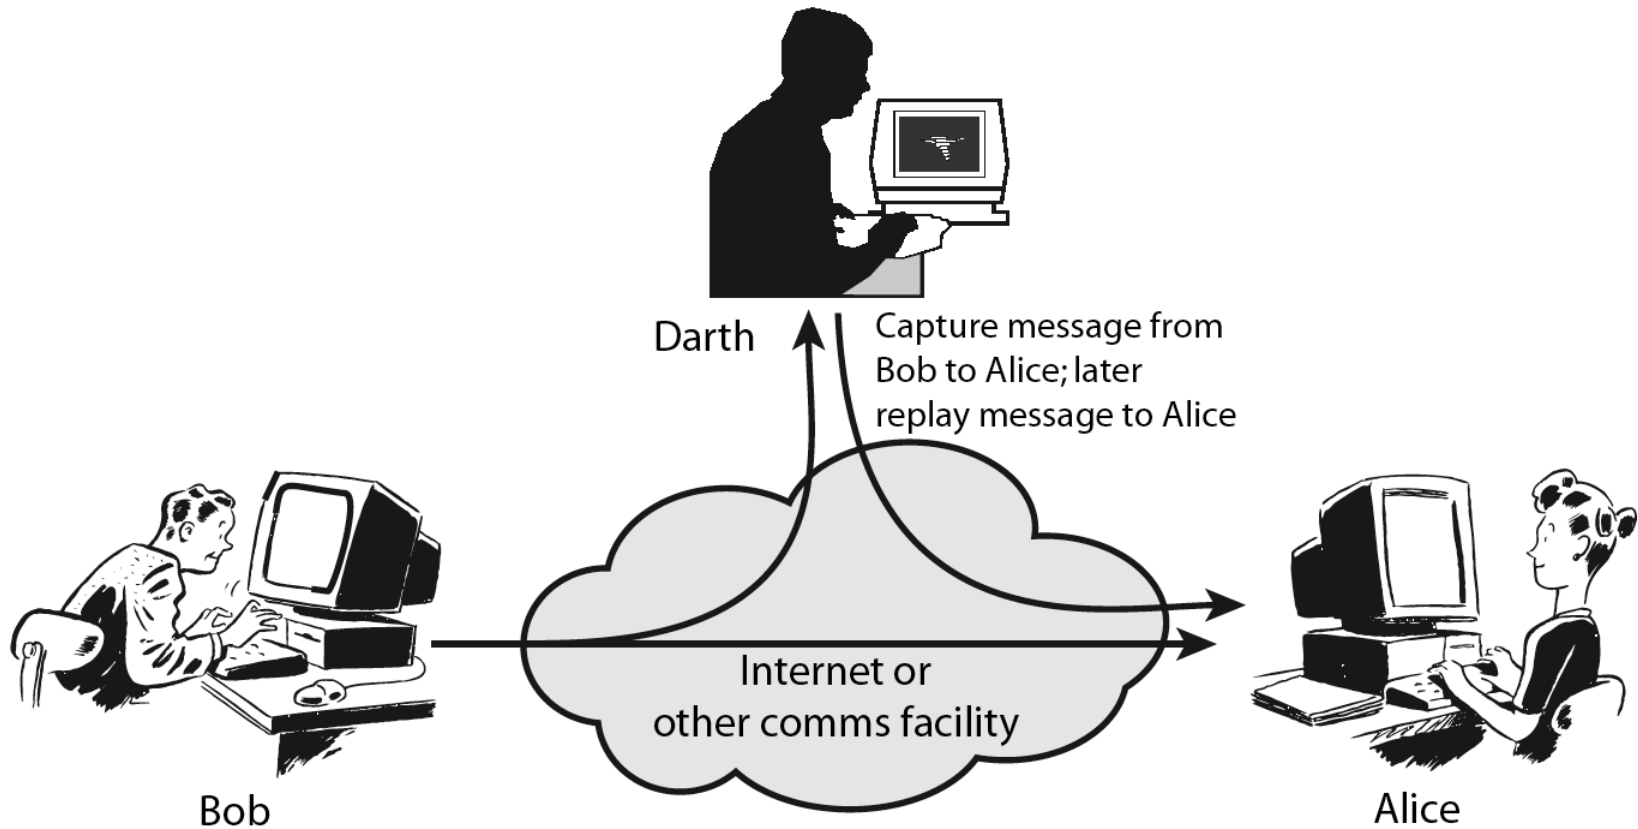 Darth
Capture message from
Bob to Alice; later
replay message to Alice
Internet or
other comms facility
Bob
Alice